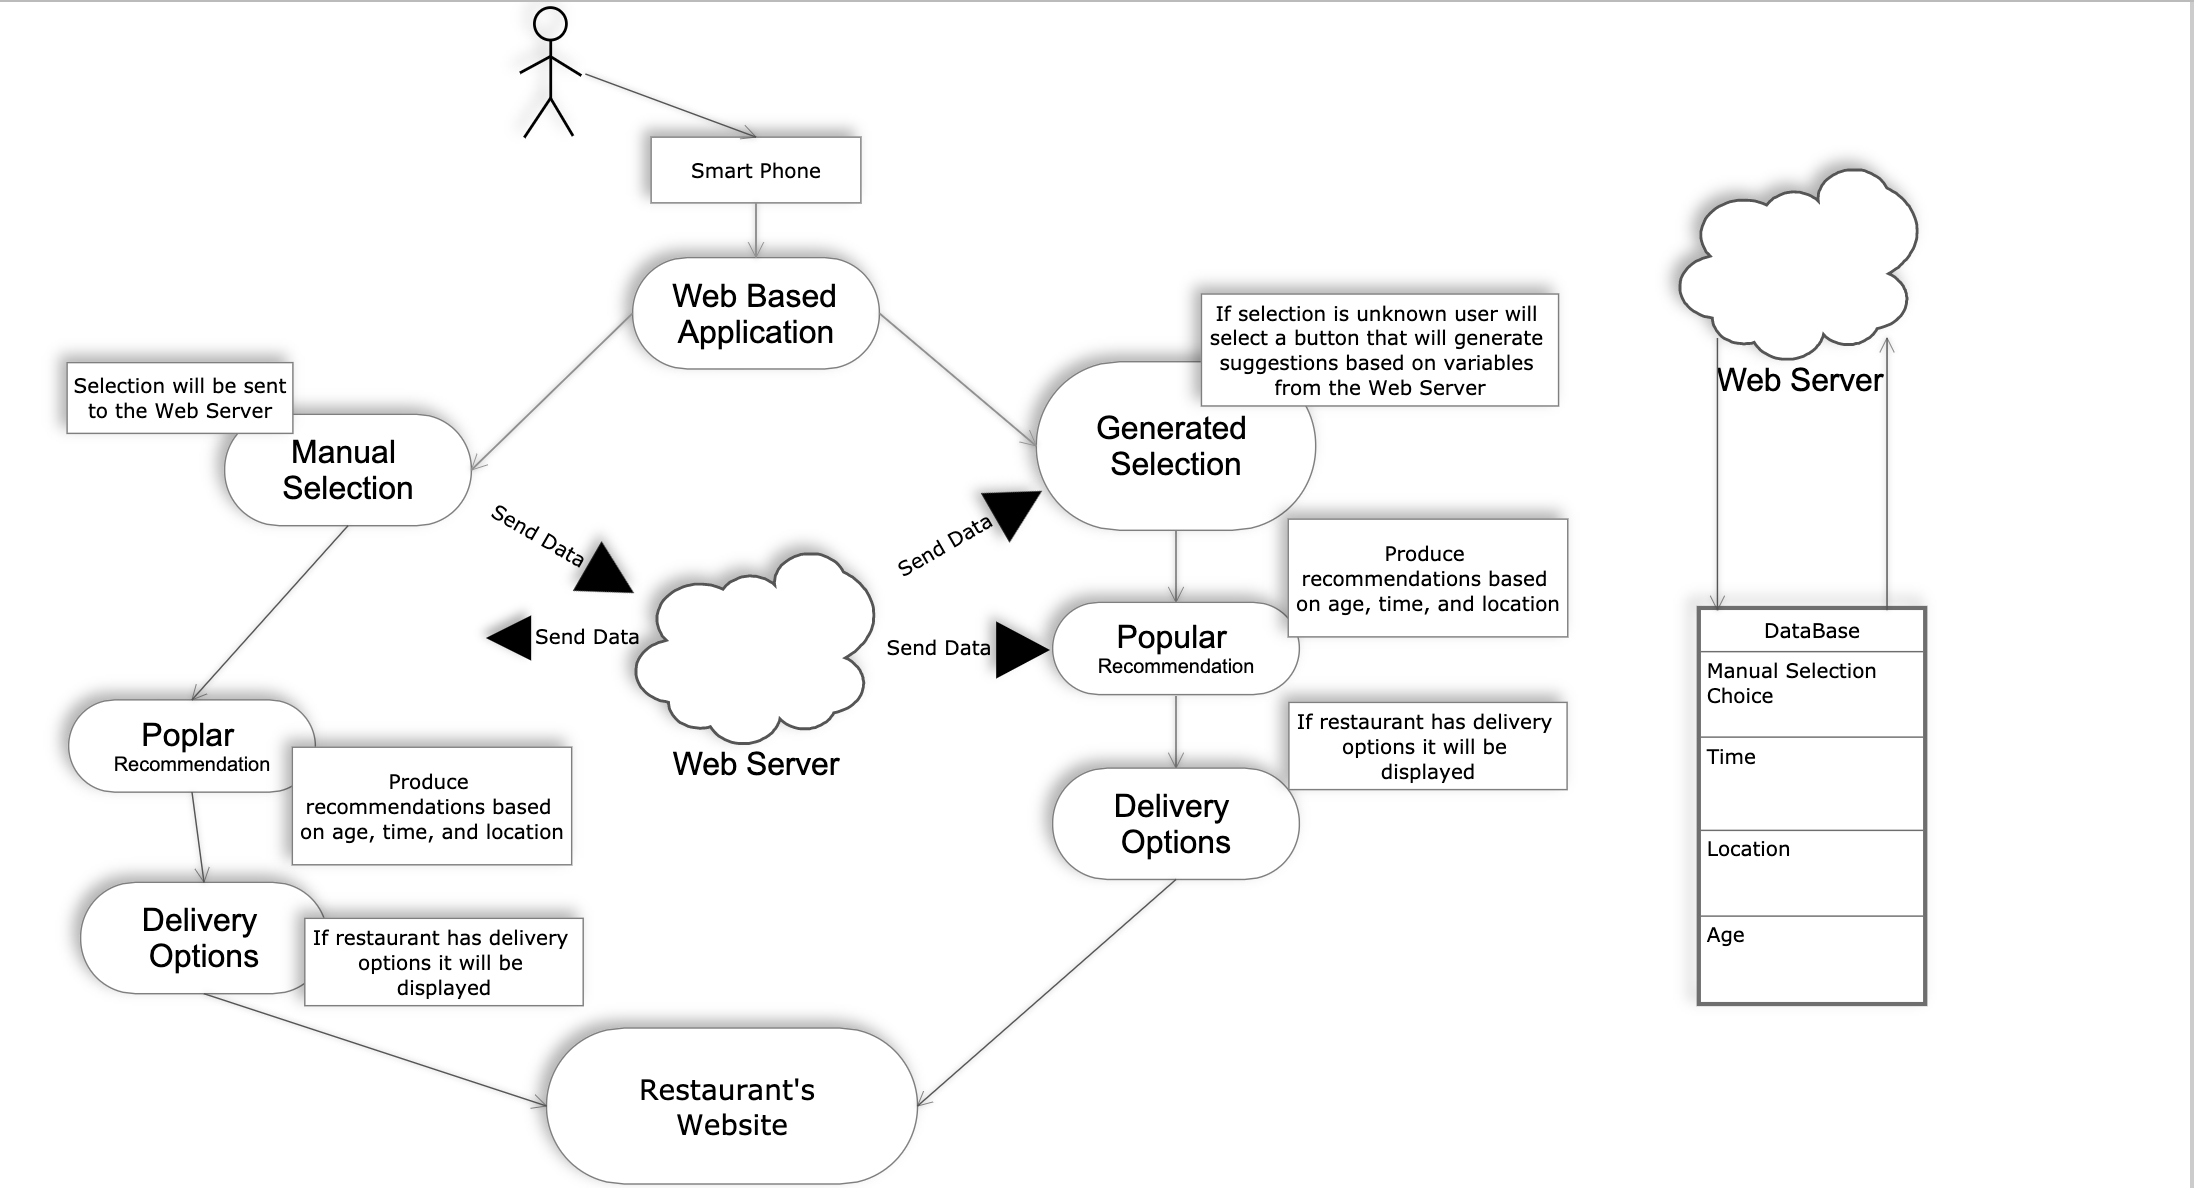 Smart Phone
Web Based
Application
If selection is unknown user will
select a button that will generate
suggestions based on variables
from the Web Server
Selection will be sent
to the Web Server
Manual
Selection
Generated
Selection
Send Data
Send Data
Send Data
Send Data
Web Server
Produce
recommendations based
on age, time, and location
Popular
Recommendation
Poplar
Recommendation
Produce
recommendations based
on age, time, and location
If restaurant has delivery
options it will be
displayed
Delivery
Options
Delivery
Options
If restaurant has delivery
options it will be
displayed
Restaurant's
Website
Web Server
DataBase
Manual Selection
Choice
Time
Location
Age